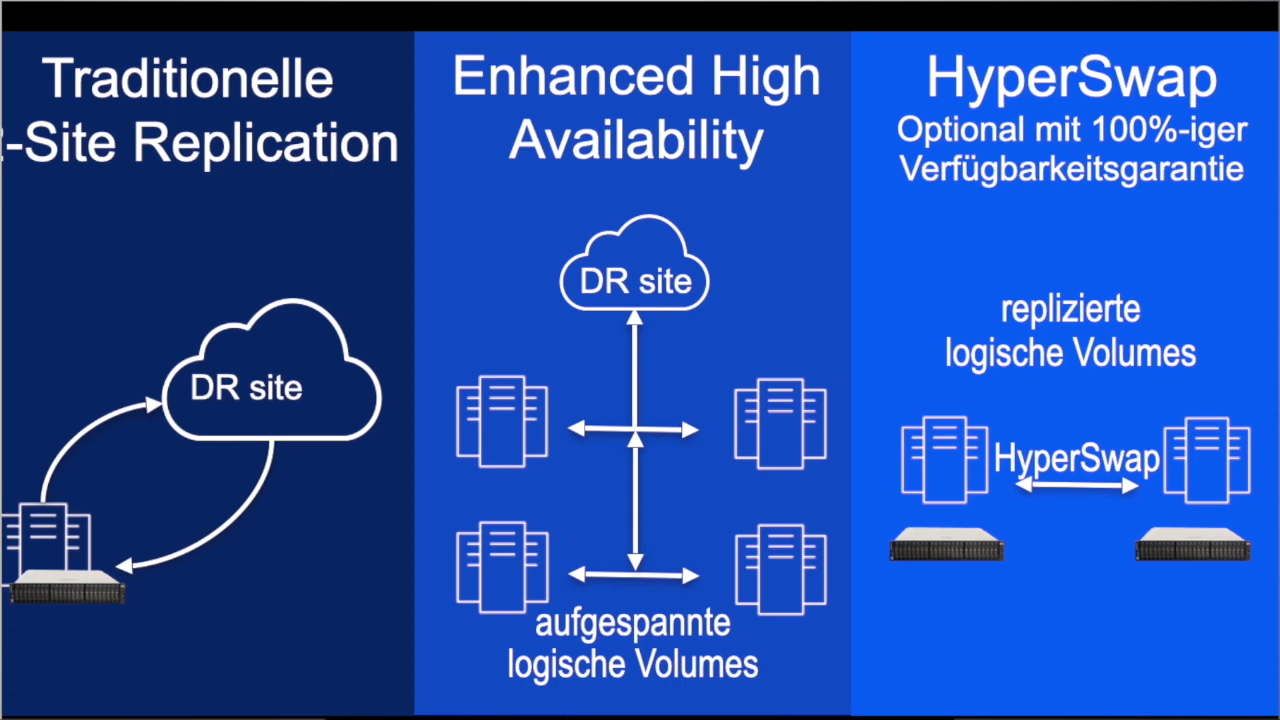 Traditionelle
-Site Replication
DR site
Enhanced High
Availability
DR site
aufgespannte
logische Volumes
HyperSwap
Optional mit 100%-iger
Verfügbarkeitsgarantie
replizierte
logische Volumes
HyperSwap